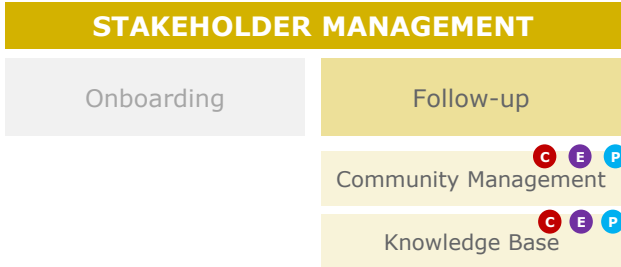 STAKEHOLDER MANAGEMENT
Onboarding
Follow-up
C E P
Community Management
C E P
Knowledge Base